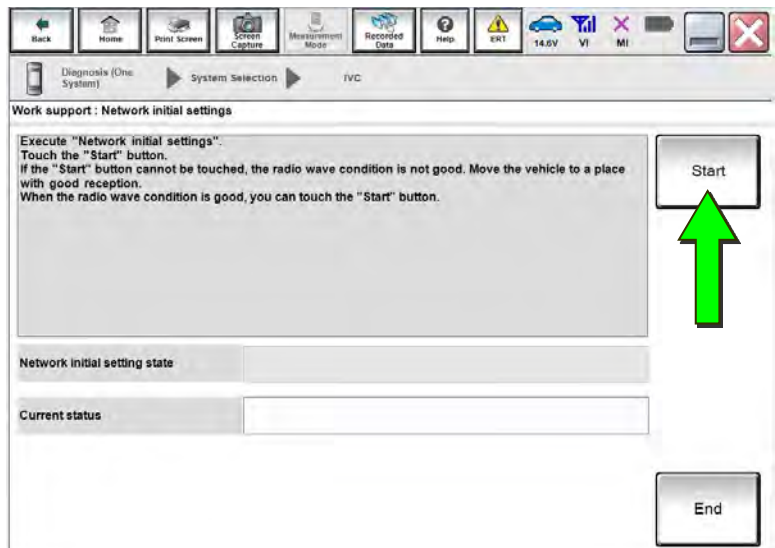 Back
Home
Print Screen
Screen Capture
Measurement Mode
Recorded Data
Help
ERT
14.6V
VI
MI
Diagnosis (One System)
System Selection
IVC
Work support : Network initial settings
Execute "Network initial settings".
Touch the "Start" button.
If the "Start" button cannot be touched, the radio wave condition is not good. Move the vehicle to a place
with good reception.
When the radio wave condition is good, you can touch the "Start" button.
Start
Network initial setting state
Current status
End